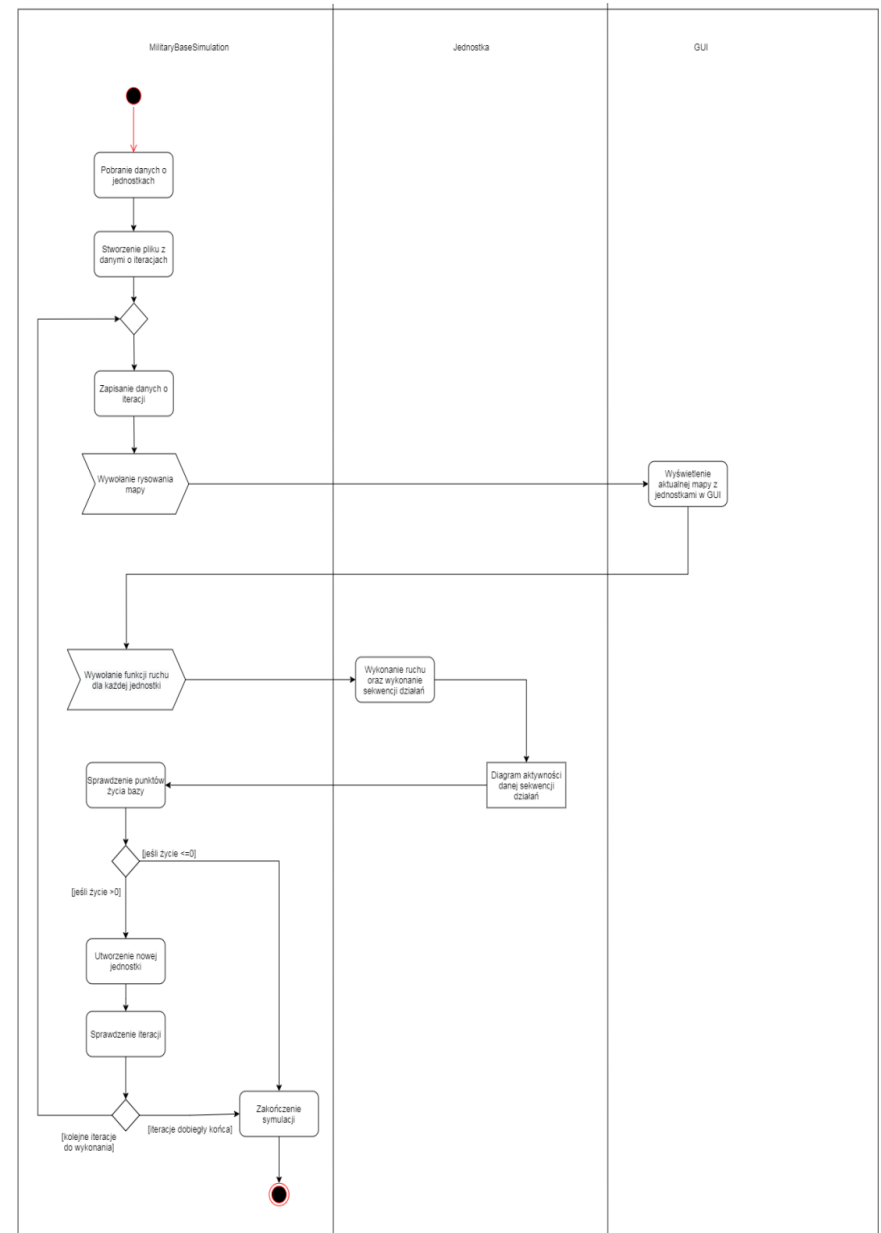 MilitaryBaseSimulation
Jednostka
GUI
Pobranie danych o
jednostkach
Stworzenie pliku z
danymi o iteracjach
Zapisanie danych o
iteracji
Wywołanie rysowania
mapy
Wyświetlenie
aktualnej mapy z
jednostkami w GUI
Wywołanie funkcji ruchu
dla każdej jednostki
Wykonanie ruchu
oraz wykonanie
sekwencji działań
Diagram aktywności
danej sekwencji
działań
Sprawdzenie punktów
życia bazy
[jeśli życie <=0]
[jeśli życie >0]
Utworzenie nowej
jednostki
Sprawdzenie iteracji
Zakończenie
symulacji
[iteracje dobiegły końca]
[kolejne iteracje
do wykonania]